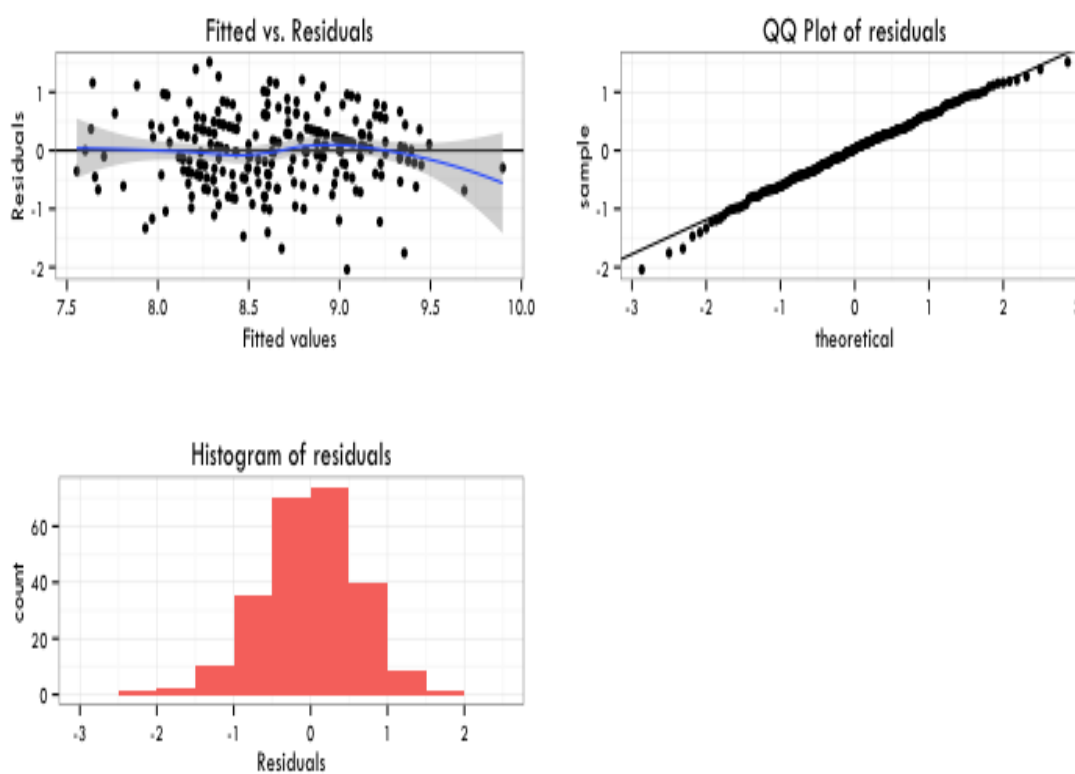 Fitted vs. Residuals
Residuals
1
0
-1
-2
7.5 8.0 8.5 9.0 9.5 10.0
Fitted values
QQ Plot of residuals
sample
1
0
-1
-2
-3 -2 -1 0 1 2
theoretical
Histogram of residuals
count
60
40
20
0
-3 -2 -1 0 1 2
Residuals